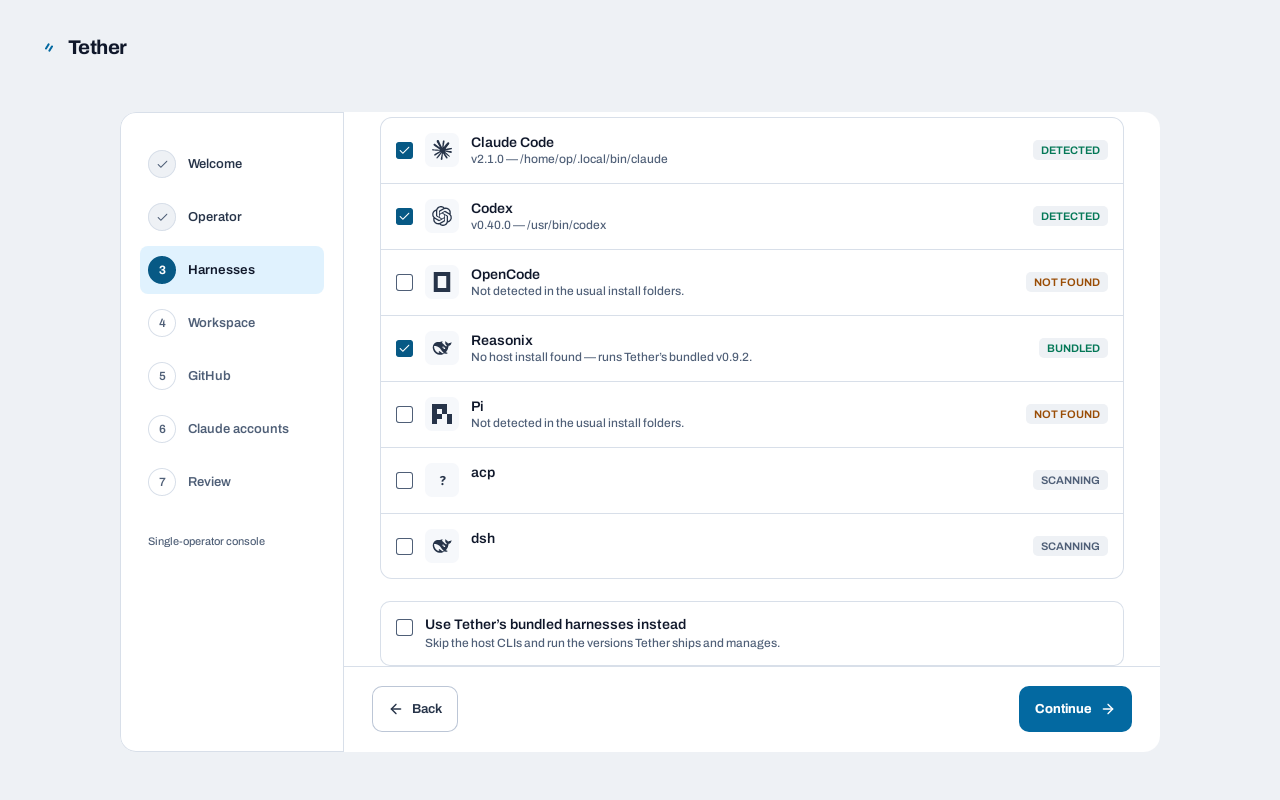 Tether
Welcome
Operator
3 Harnesses
4 Workspace
5 GitHub
6 Claude accounts
7 Review
Single-operator console
Claude Code
v2.1.0 — /home/op/.local/bin/claude
DETECTED
Codex
v0.40.0 — /usr/bin/codex
DETECTED
OpenCode
Not detected in the usual install folders.
NOT FOUND
Reasonix
No host install found — runs Tether’s bundled v0.9.2.
BUNDLED
Pi
Not detected in the usual install folders.
NOT FOUND
?
acp
SCANNING
dsh
SCANNING
Use Tether’s bundled harnesses instead
Skip the host CLIs and run the versions Tether ships and manages.
Back
Continue